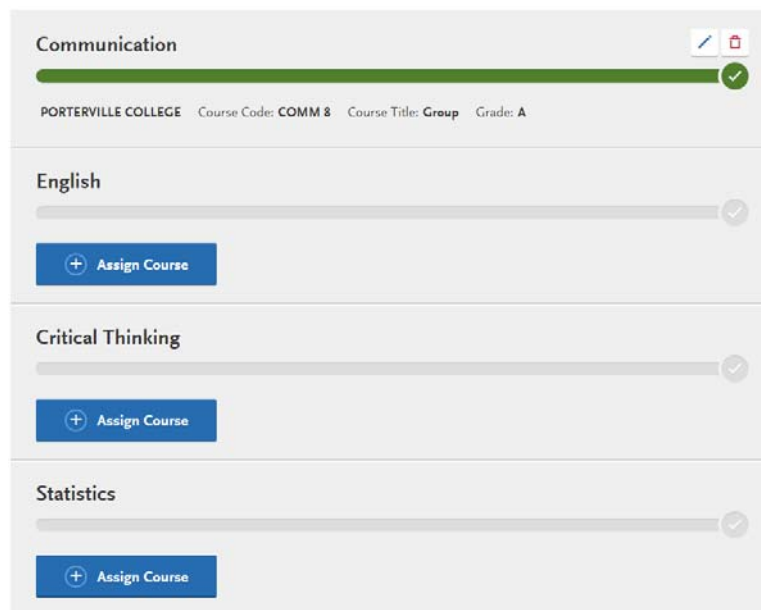 Communication
PORTERVILLE COLLEGE Course Code: COMM 8 Course Title: Group Grade: A
English
Assign Course
Critical Thinking
Assign Course
Statistics
Assign Course